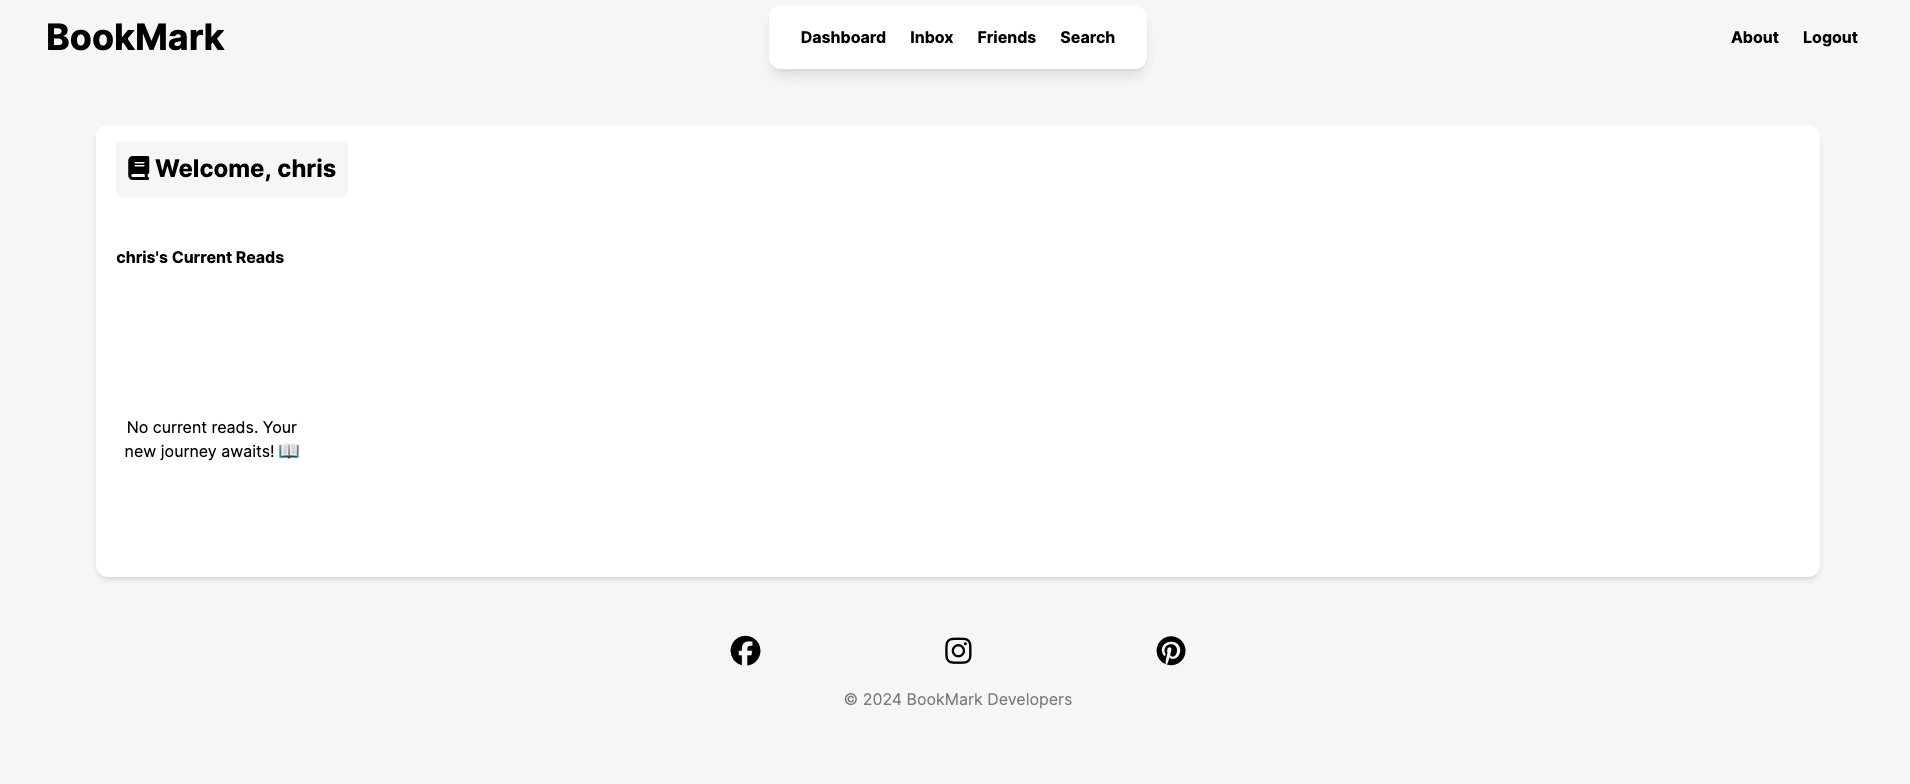 BookMark
Dashboard Inbox Friends Search
About Logout
Welcome, chris
chris's Current Reads
No current reads. Your
new journey awaits! 📖
© 2024 BookMark Developers